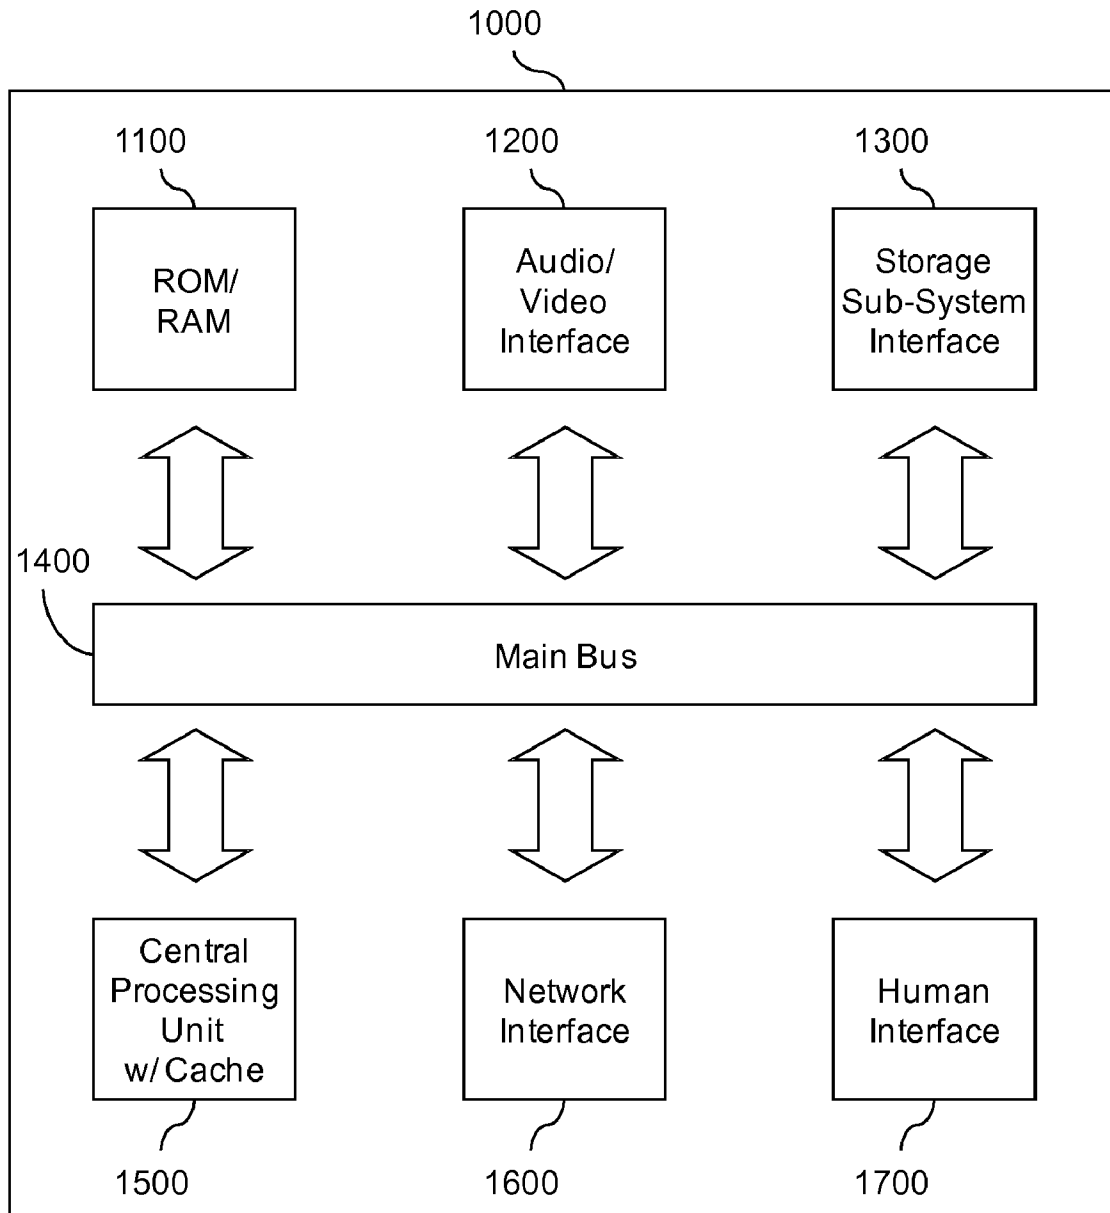 1000
1100
1200
1300
ROM/
RAM
Audio/
Video
Interface
Storage
Sub-System
Interface
1400
Main Bus
Central
Processing
Unit
w/ Cache
Network
Interface
Human
Interface
1500
1600
1700